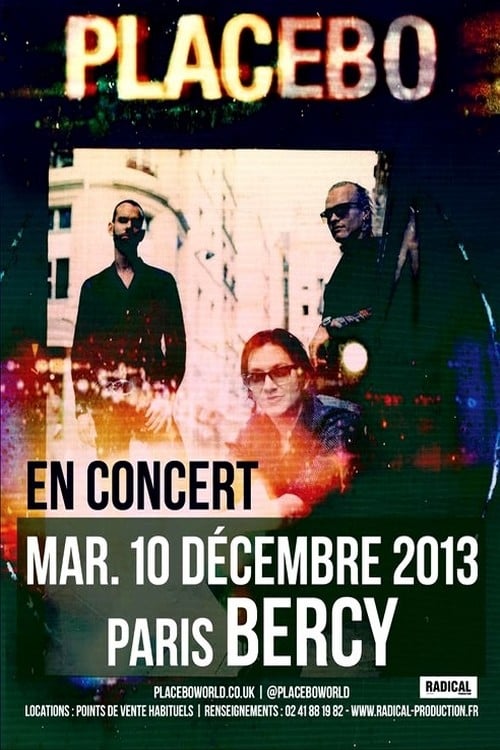 PLACEBO
EN CONCERT
MAR. 10 DÉCEMBRE 2013
PARIS BERCY
PLACEBOWORLD.CO.UK | @PLACEBOWORLD
RADICAL
LOCATIONS : POINTS DE VENTE HABITUELS | RENSEIGNEMENTS : 02 41 88 19 82 - WWW.RADICAL-PRODUCTION.FR